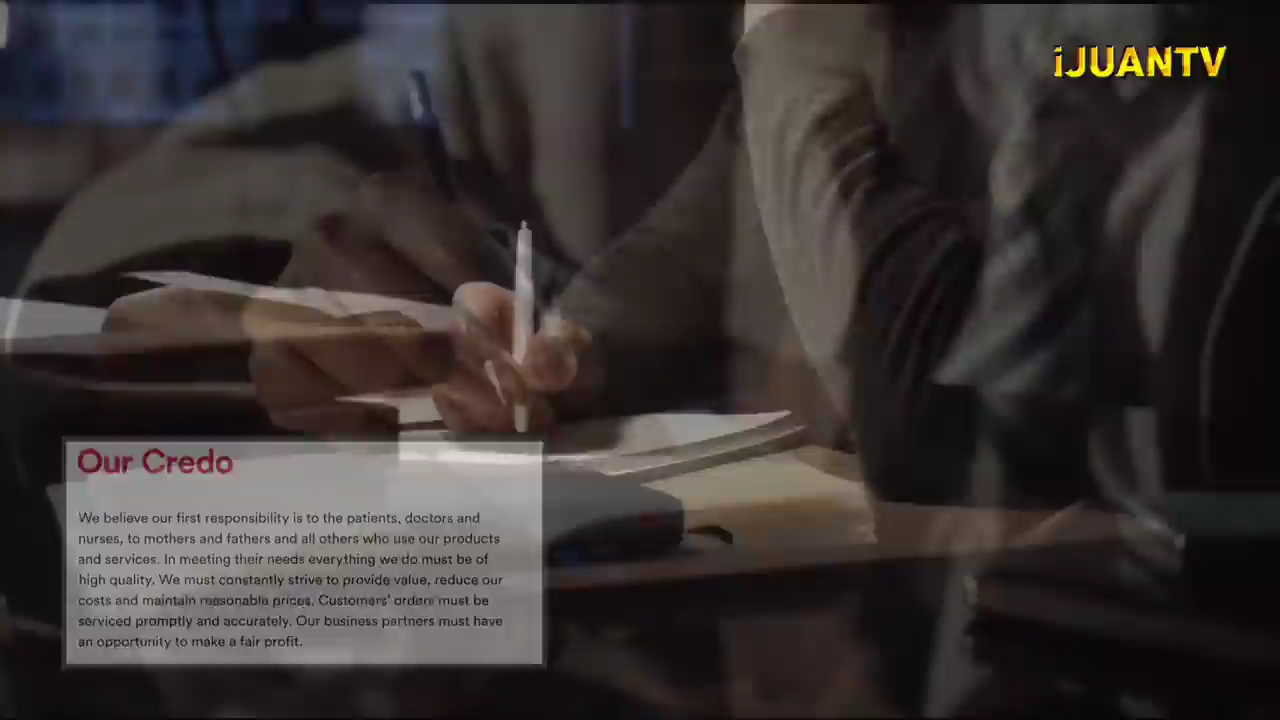 iJUANTV
Our Credo
We believe our first responsibility is to the patients, doctors and
nurses, to mothers and fathers and all others who use our products
and services. In meeting their needs everything we do must be of
high quality. We must constantly strive to provide value, reduce our
costs and maintain reasonable prices. Customers' orders must be
serviced promptly and accurately. Our business partners must have
an opportunity to make a fair profit.